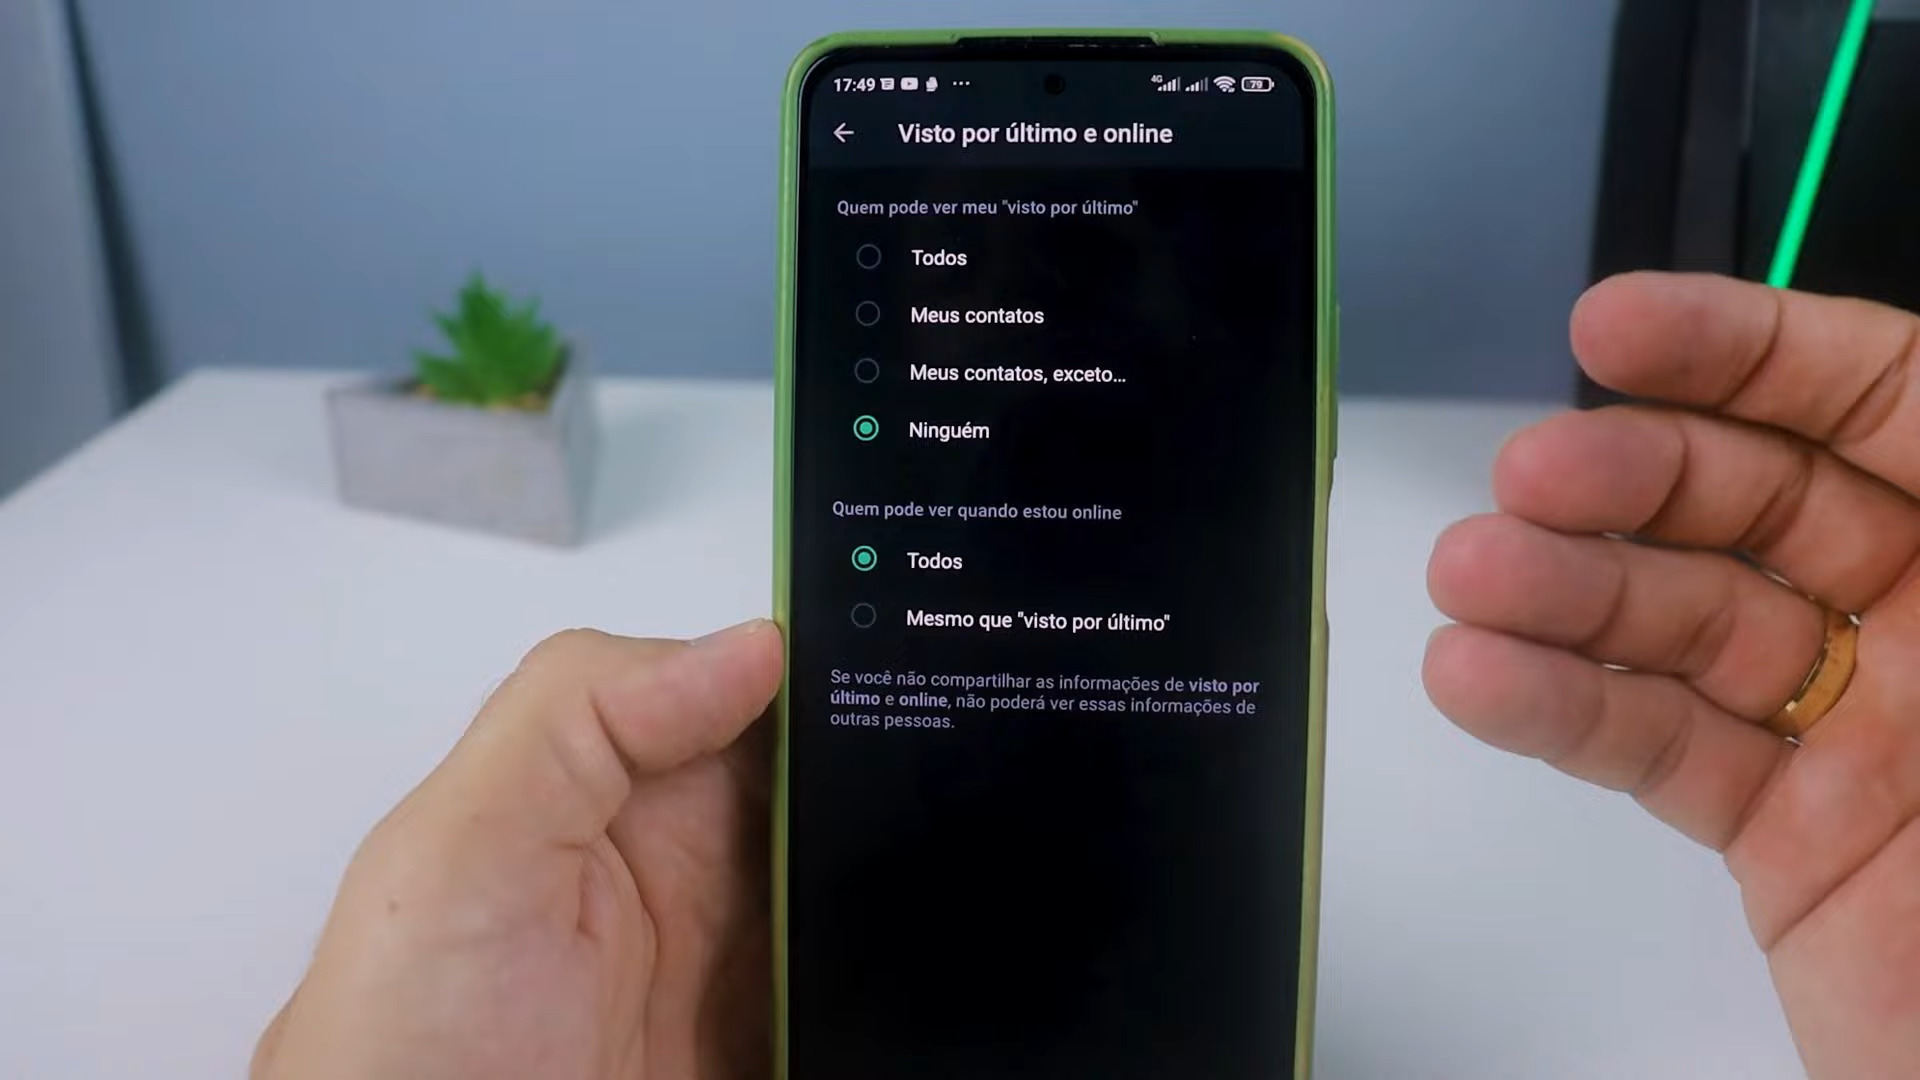 17:49
4G
79
Visto por último e online
Quem pode ver meu "visto por último"
Todos
Meus contatos
Meus contatos, exceto...
Ninguém
Quem pode ver quando estou online
Todos
Mesmo que "visto por último"
Se você não compartilhar as informações de visto por
último e online, não poderá ver essas informações de
outras pessoas.